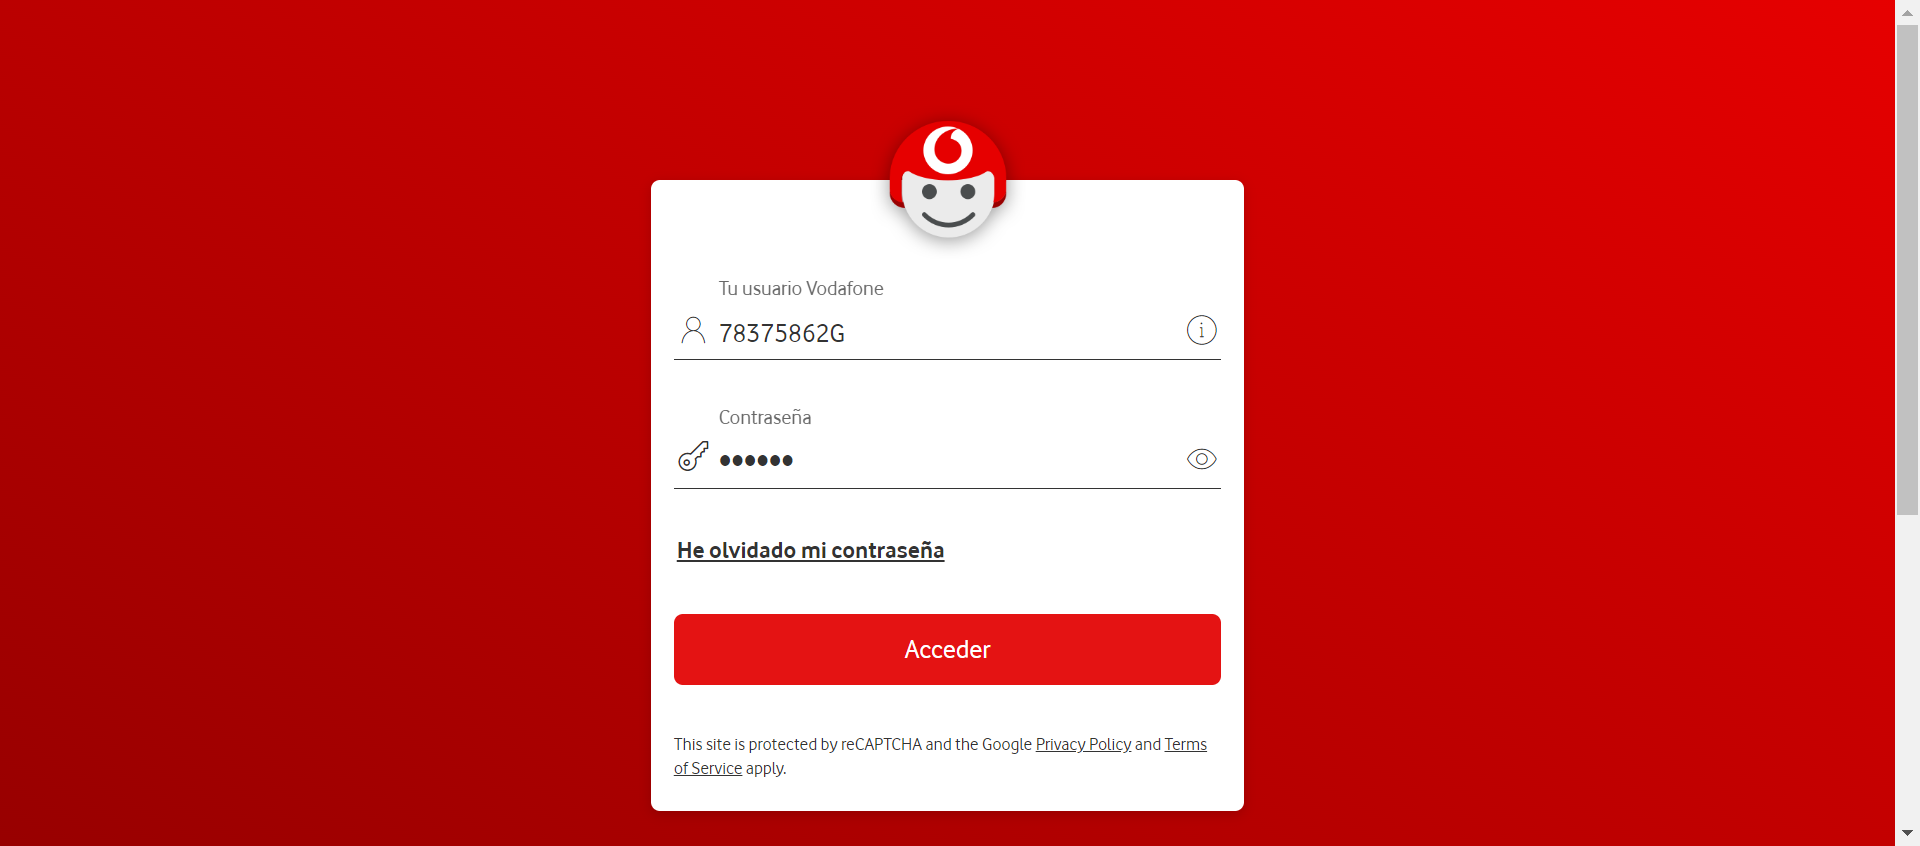 Tu usuario Vodafone
78375862G
Contraseña
••••••
He olvidado mi contraseña
Acceder
This site is protected by reCAPTCHA and the Google Privacy Policy and Terms
of Service apply.